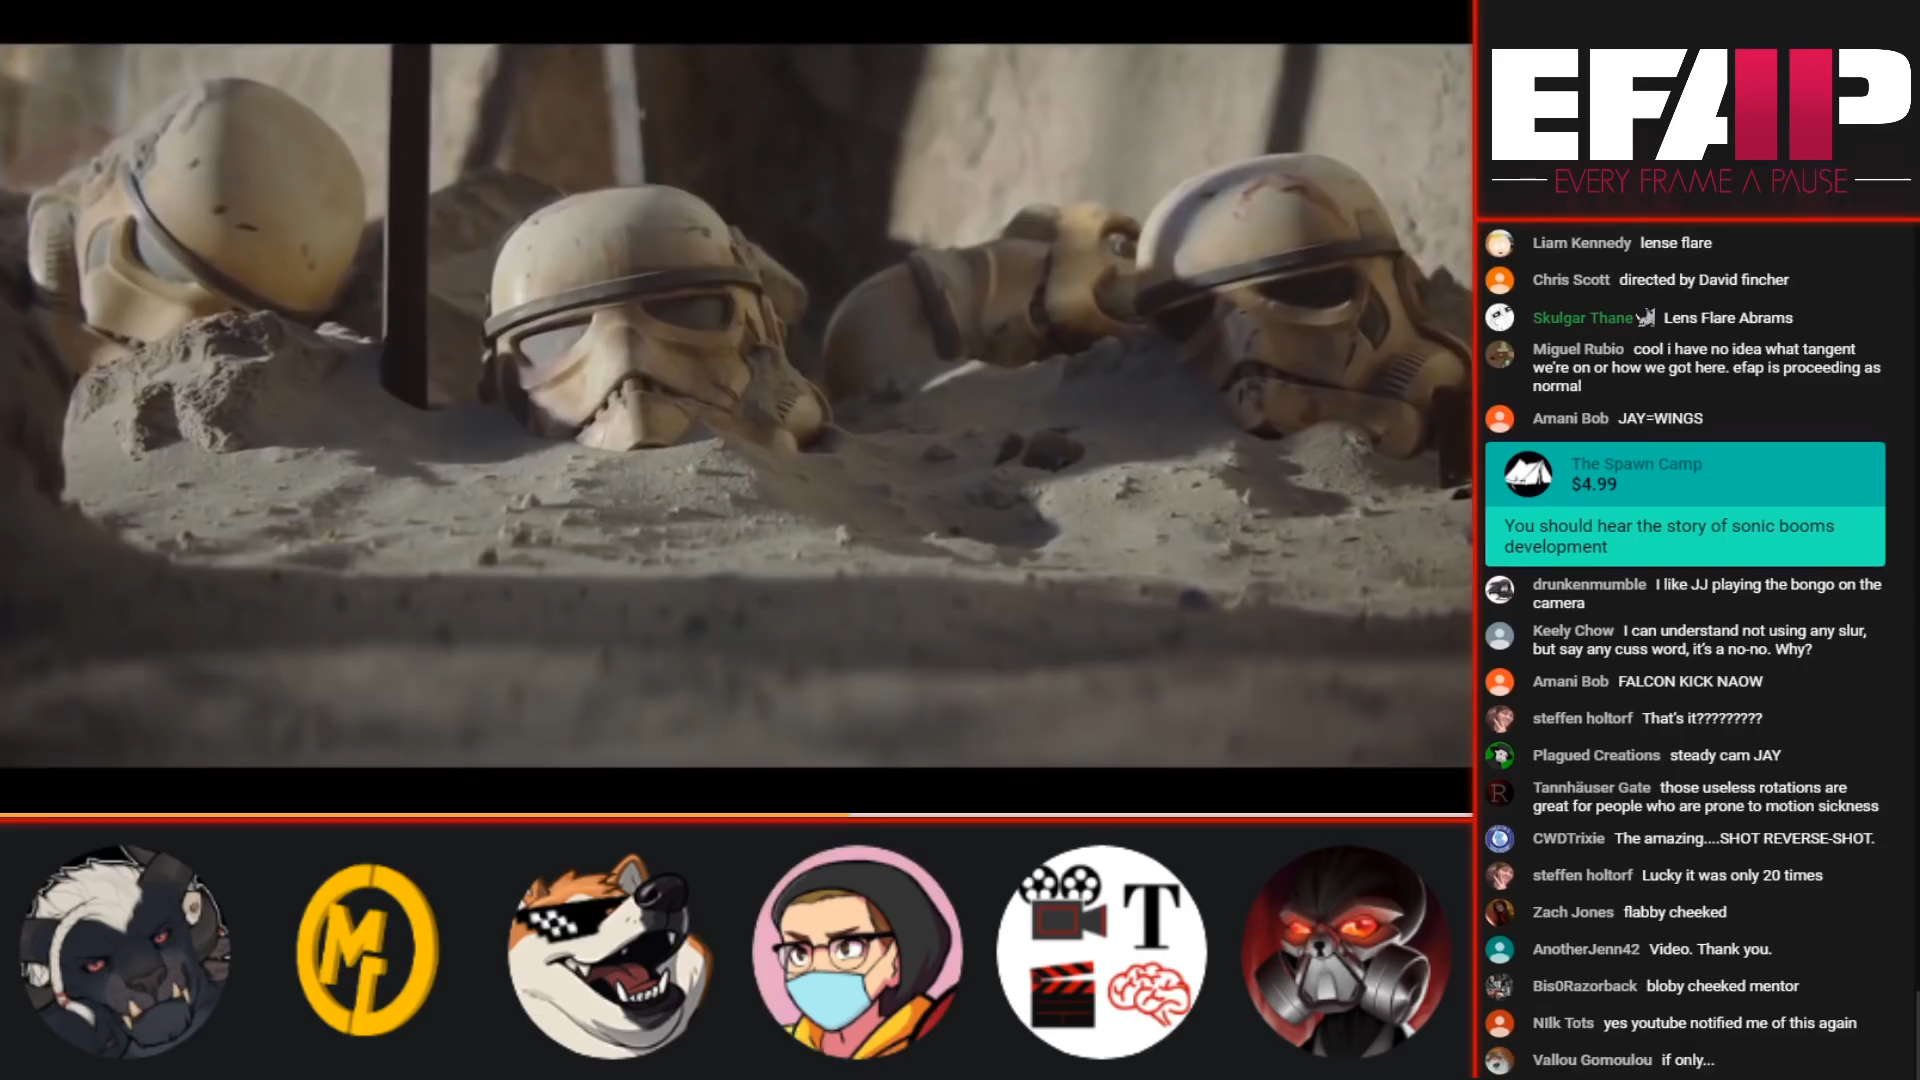 EFAP
EVERY FRAME A PAUSE
Liam Kennedy lense flare
Chris Scott directed by David fincher
Skulgar Thane Lens Flare Abrams
Miguel Rubio cool i have no idea what tangent
we're on or how we got here. efap is proceeding as
normal
Amani Bob JAY=WINGS
The Spawn Camp
$4.99
You should hear the story of sonic booms
development
drunkenmumble I like JJ playing the bongo on the
camera
Keely Chow I can understand not using any slur,
but say any cuss word, it's a no-no. Why?
Amani Bob FALCON KICK NAOW
steffen holtorf That's it?????????
Plagued Creations steady cam JAY
Tannhäuser Gate those useless rotations are
great for people who are prone to motion sickness
R
CWDTrixie The amazing....SHOT REVERSE-SHOT.
steffen holtorf Lucky it was only 20 times
Zach Jones flabby cheeked
AnotherJenn42 Video. Thank you.
Bis0Razorback bloby cheeked mentor
NIlk Tots yes youtube notified me of this again
Vallou Gomoulou if only...
T